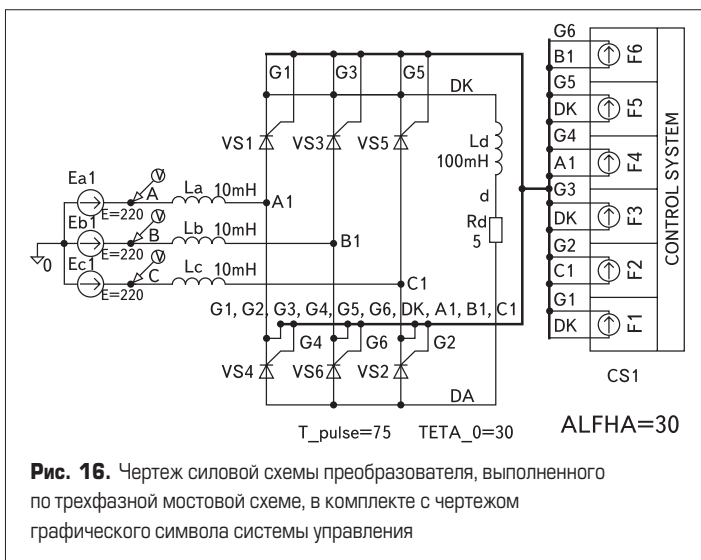 G1 G3 G5 DK
VS1 VS3 VS5
Ld
100mH
d
Rd
5
Ea1 A La 10mH A1
E=220
Eb1 B Lb 10mH B1
E=220
Ec1 C Lc 10mH C1
E=220
0
V
V
V
G1, G2, G3, G4, G5, G6, DK, A1, B1, C1
G4 G6 G2
VS4 VS6 VS2
DA
T_pulse=75 TETA_0=30
G6
B1 F6
G5
DK F5
G4
A1 F4
G3
DK F3
G2
C1 F2
G1
DK F1
CONTROL SYSTEM
CS1
ALFHA=30
Рис. 16. Чертеж силовой схемы преобразователя, выполненного
по трехфазной мостовой схеме, в комплекте с чертежом
графического символа системы управления